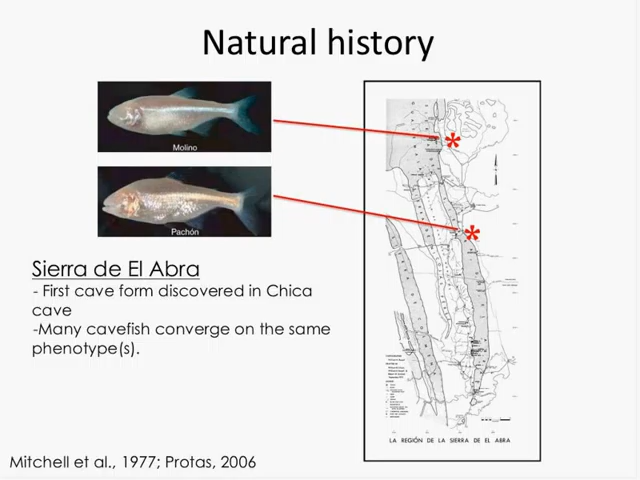 Natural history
Molino
Pachón
Sierra de El Abra
- First cave form discovered in Chica
cave
-Many cavefish converge on the same
phenotype(s).
LA REGIÓN DE LA SIERRA DE EL ABRA
Mitchell et al., 1977; Protas, 2006